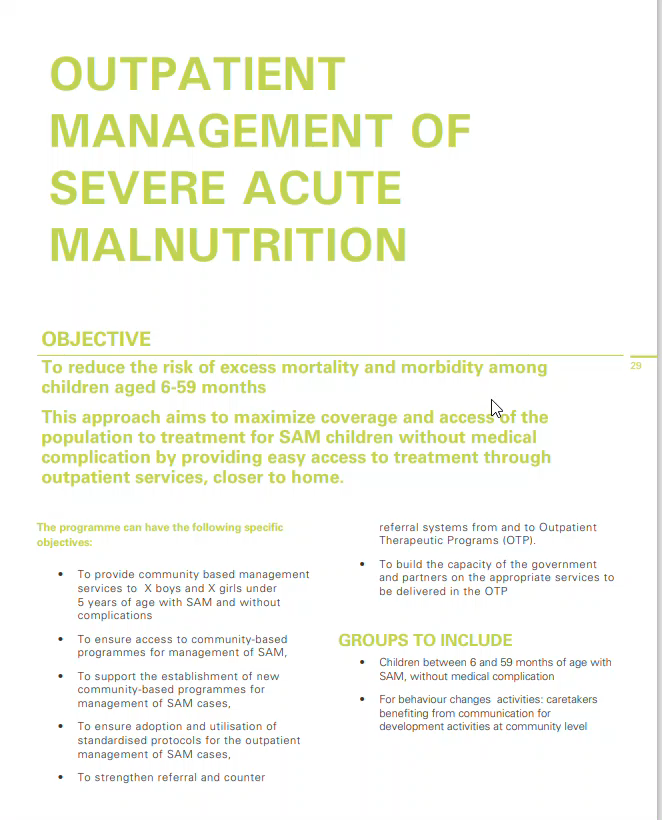 OUTPATIENT
MANAGEMENT OF
SEVERE ACUTE
MALNUTRITION
OBJECTIVE
29
To reduce the risk of excess mortality and morbidity among
children aged 6-59 months
This approach aims to maximize coverage and access of the
population to treatment for SAM children without medical
complication by providing easy access to treatment through
outpatient services, closer to home.
The programme can have the following specific
objectives:
• To provide community based management
services to X boys and X girls under
5 years of age with SAM and without
complications
• To ensure access to community-based
programmes for management of SAM,
• To support the establishment of new
community-based programmes for
management of SAM cases,
• To ensure adoption and utilisation of
standardised protocols for the outpatient
management of SAM cases,
• To strengthen referral and counter
referral systems from and to Outpatient
Therapeutic Programs (OTP).
• To build the capacity of the government
and partners on the appropriate services to
be delivered in the OTP
GROUPS TO INCLUDE
• Children between 6 and 59 months of age with
SAM, without medical complication
• For behaviour changes activities: caretakers
benefiting from communication for
development activities at community level